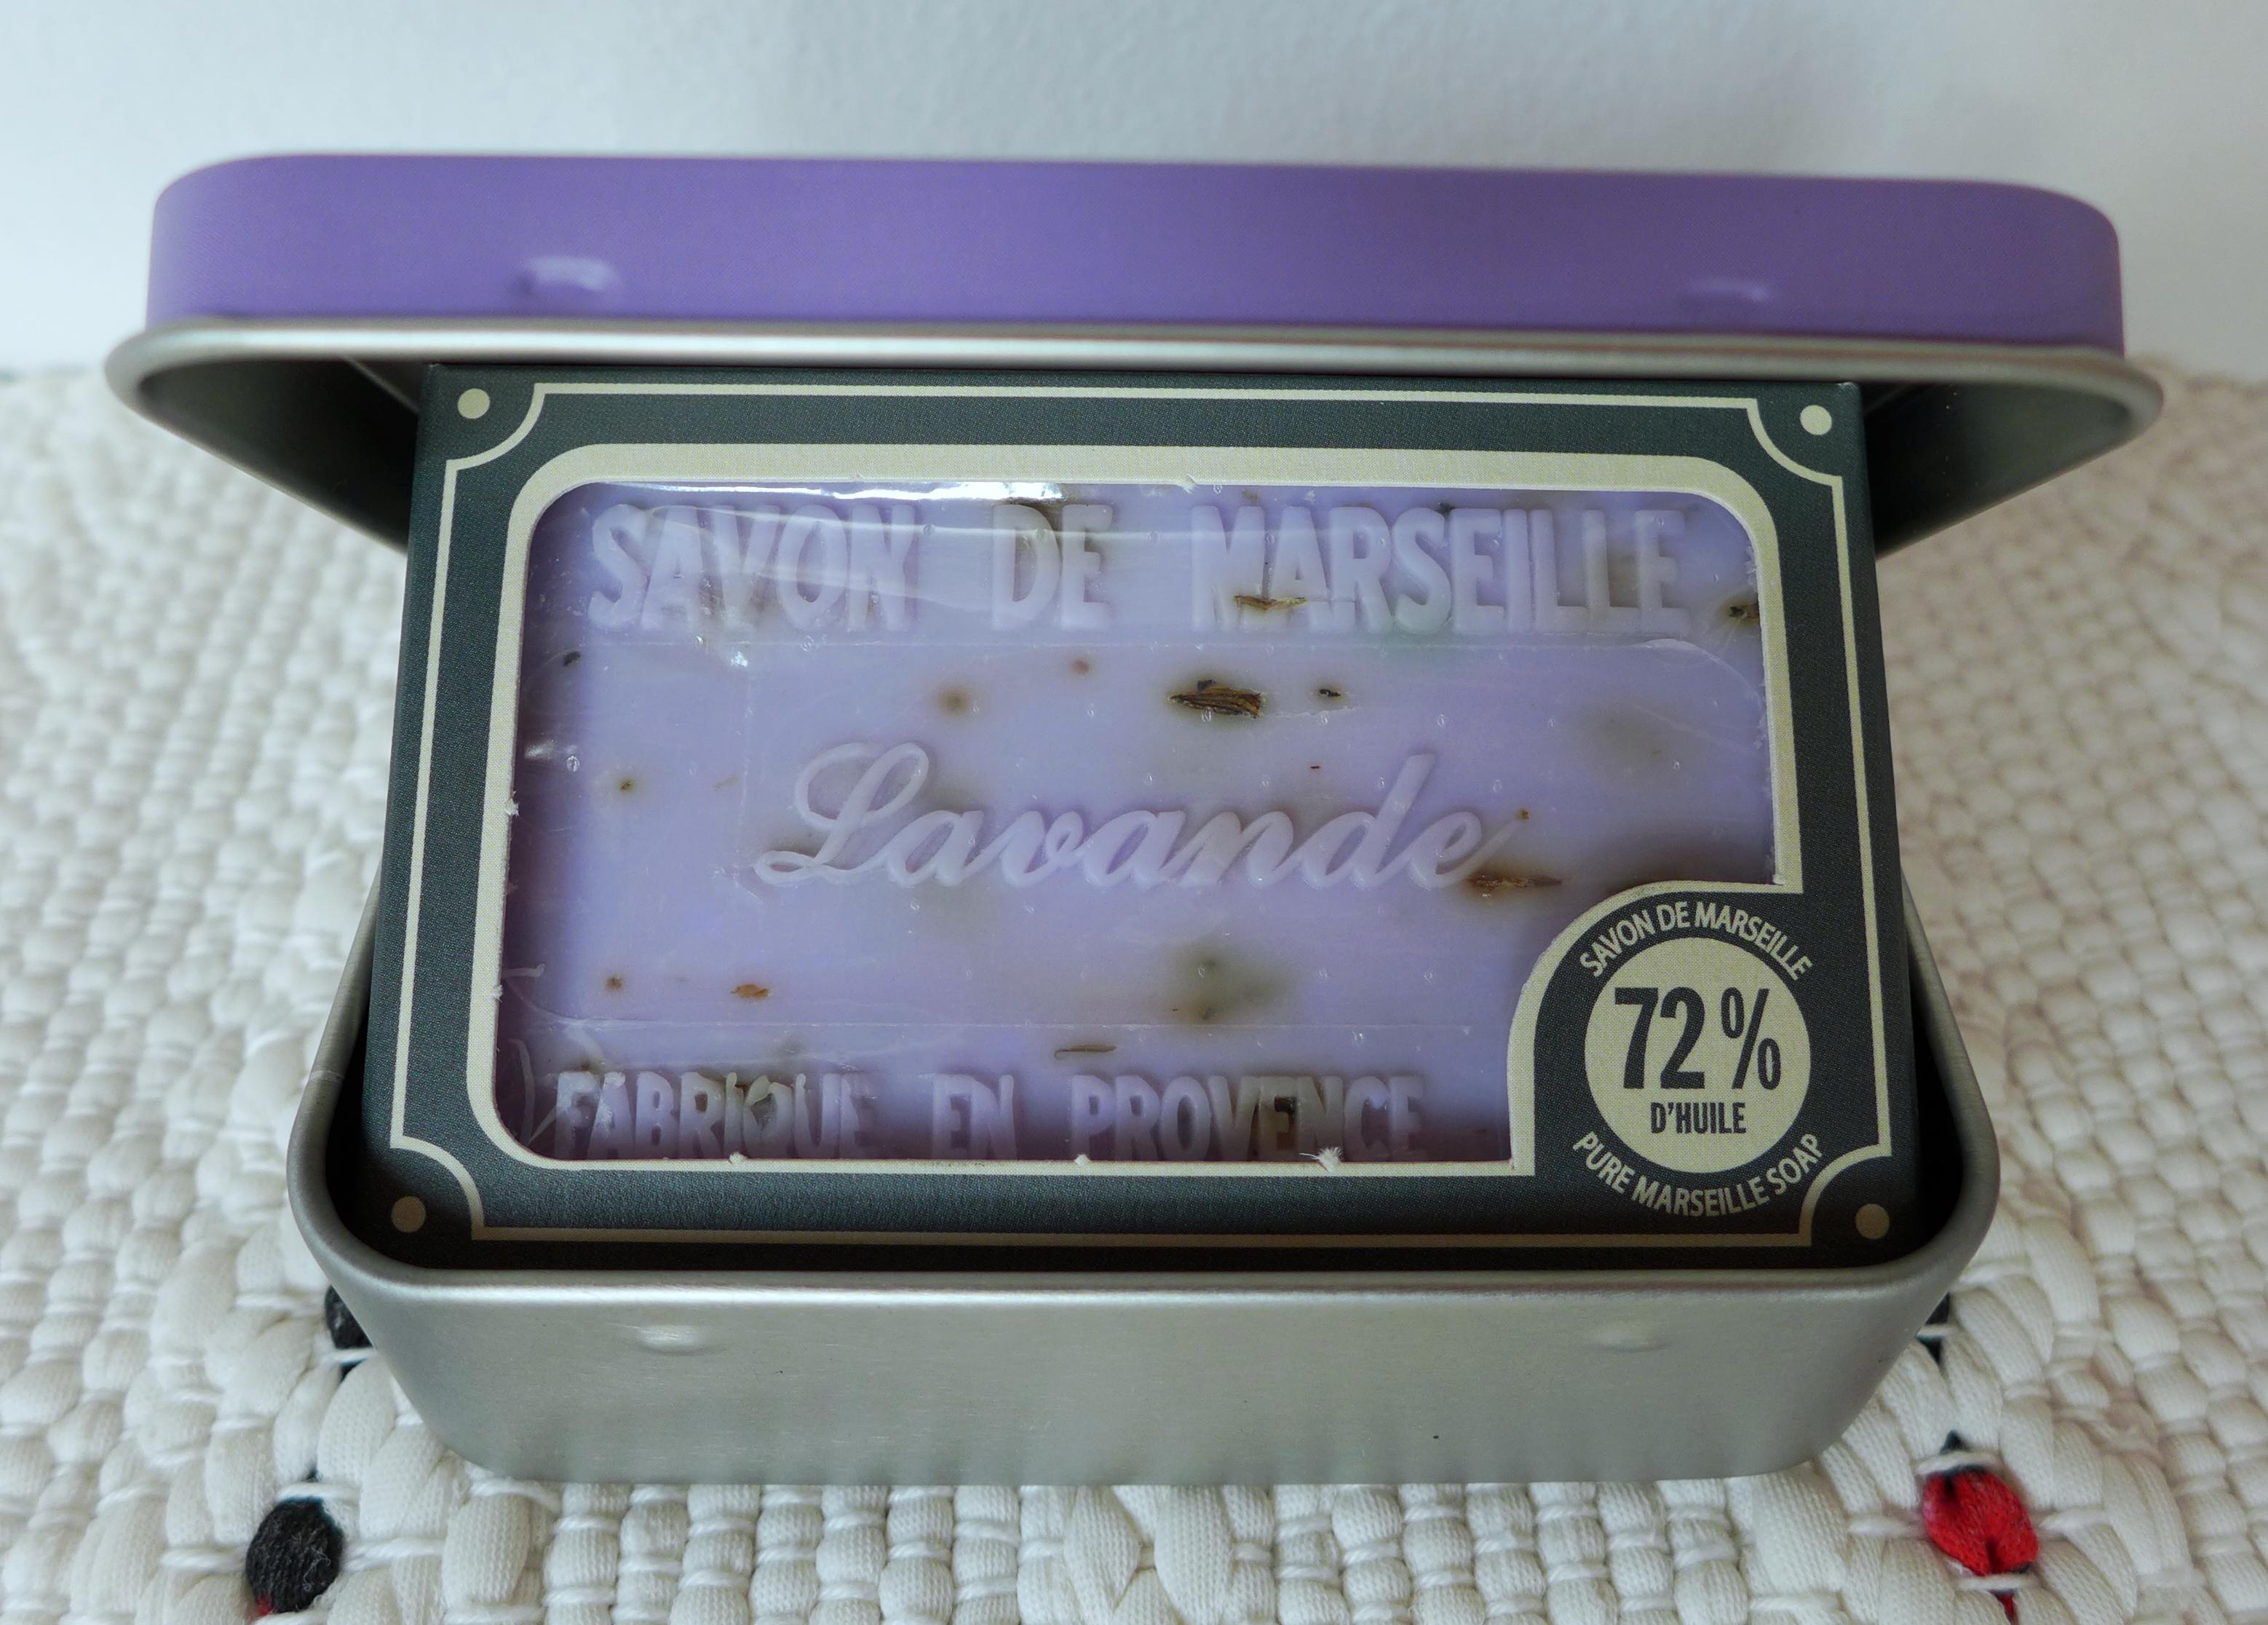 SAVON DE MARSEILLE
Lavande
FABRIQUE EN PROVENCE
SAVON DE MARSEILLE
72%
D'HUILE
PURE MARSEILLE SOAP